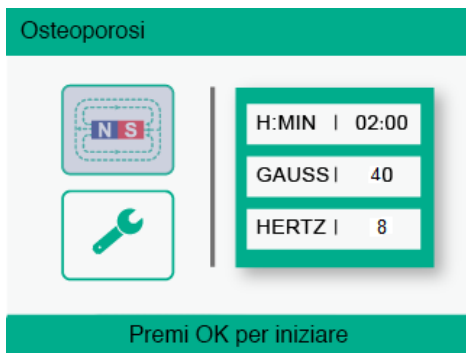 Osteoporosi
N S
H:MIN | 02:00
GAUSS | 40
HERTZ | 8
Premi OK per iniziare